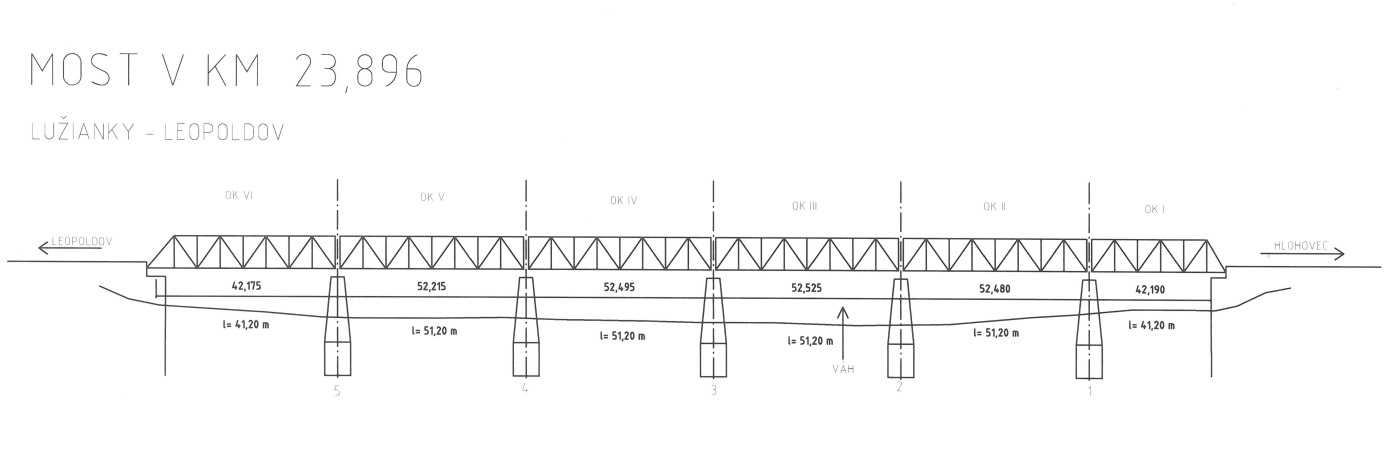 MOST V KM 23,896
LUŽIANKY - LEOPOLDOV
OK VI
OK V
OK IV
OK III
OK II
OK I
LEOPOLDOV
HLOHOVEC
42,175
52,215
52,495
52,525
52,480
42,190
l= 41,20 m
l= 51,20 m
l= 51,20 m
l= 51,20 m
l= 51,20 m
l= 41,20 m
VÁH
5
4
3
2
1